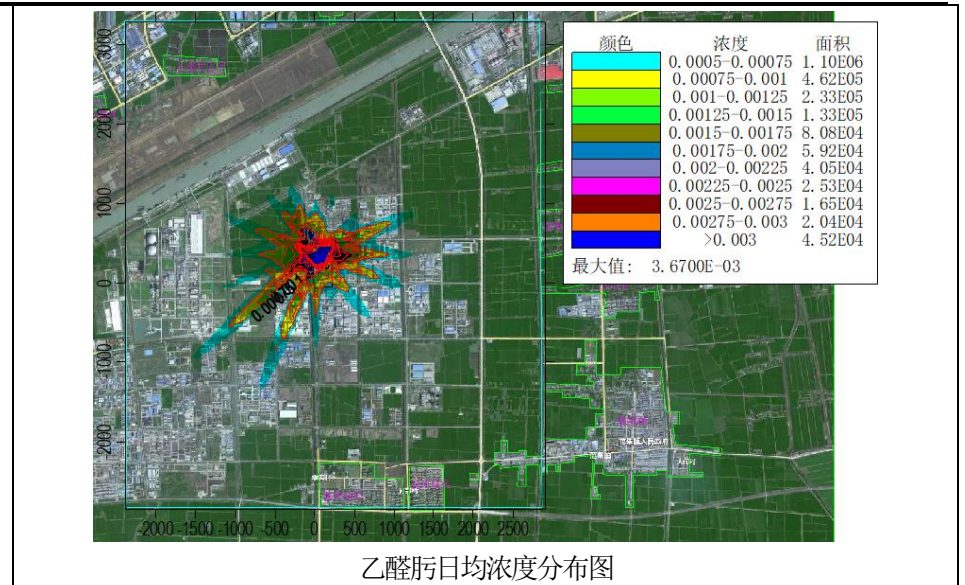 颜色 浓度 面积
0.0005-0.00075 1.10E06
0.00075-0.001 4.62E05
0.001-0.00125 2.33E05
0.00125-0.0015 1.33E05
0.0015-0.00175 8.08E04
0.00175-0.002 5.92E04
0.002-0.00225 4.05E04
0.00225-0.0025 2.53E04
0.0025-0.00275 1.65E04
0.00275-0.003 2.04E04
>0.003 4.52E04
最大值: 3.6700E-03
3000
2000
1000
0
-1000
-2000
-2000 -1500 -1000 -500 0 500 1000 1500 2000 2500
乙醛肟日均浓度分布图